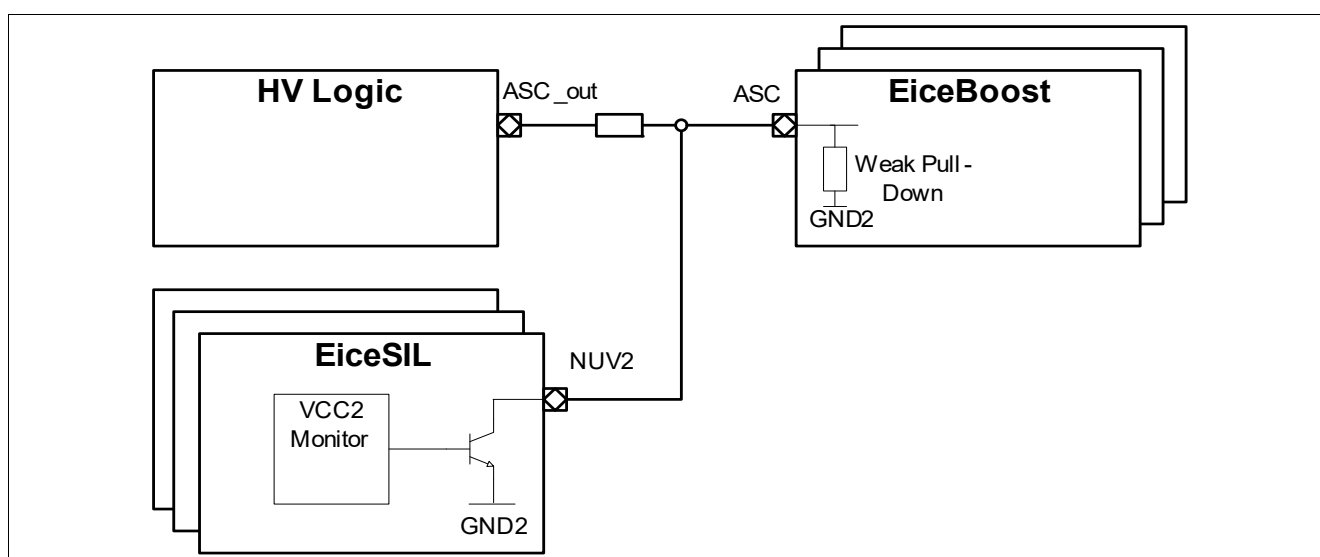 HV Logic
ASC_out
ASC
EiceBoost
Weak Pull-
Down
GND2
EiceSIL
NUV2
VCC2
Monitor
GND2